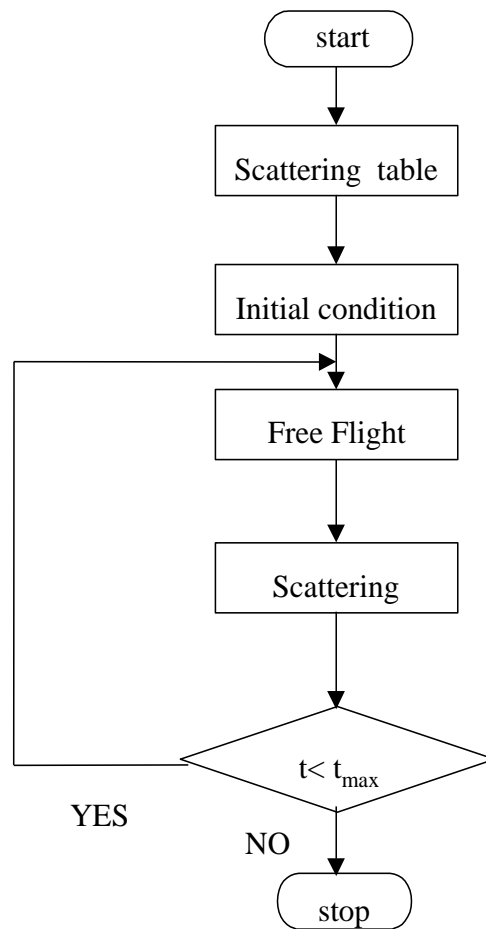 start
Scattering table
Initial condition
Free Flight
Scattering
t< tmax
YES
NO
stop